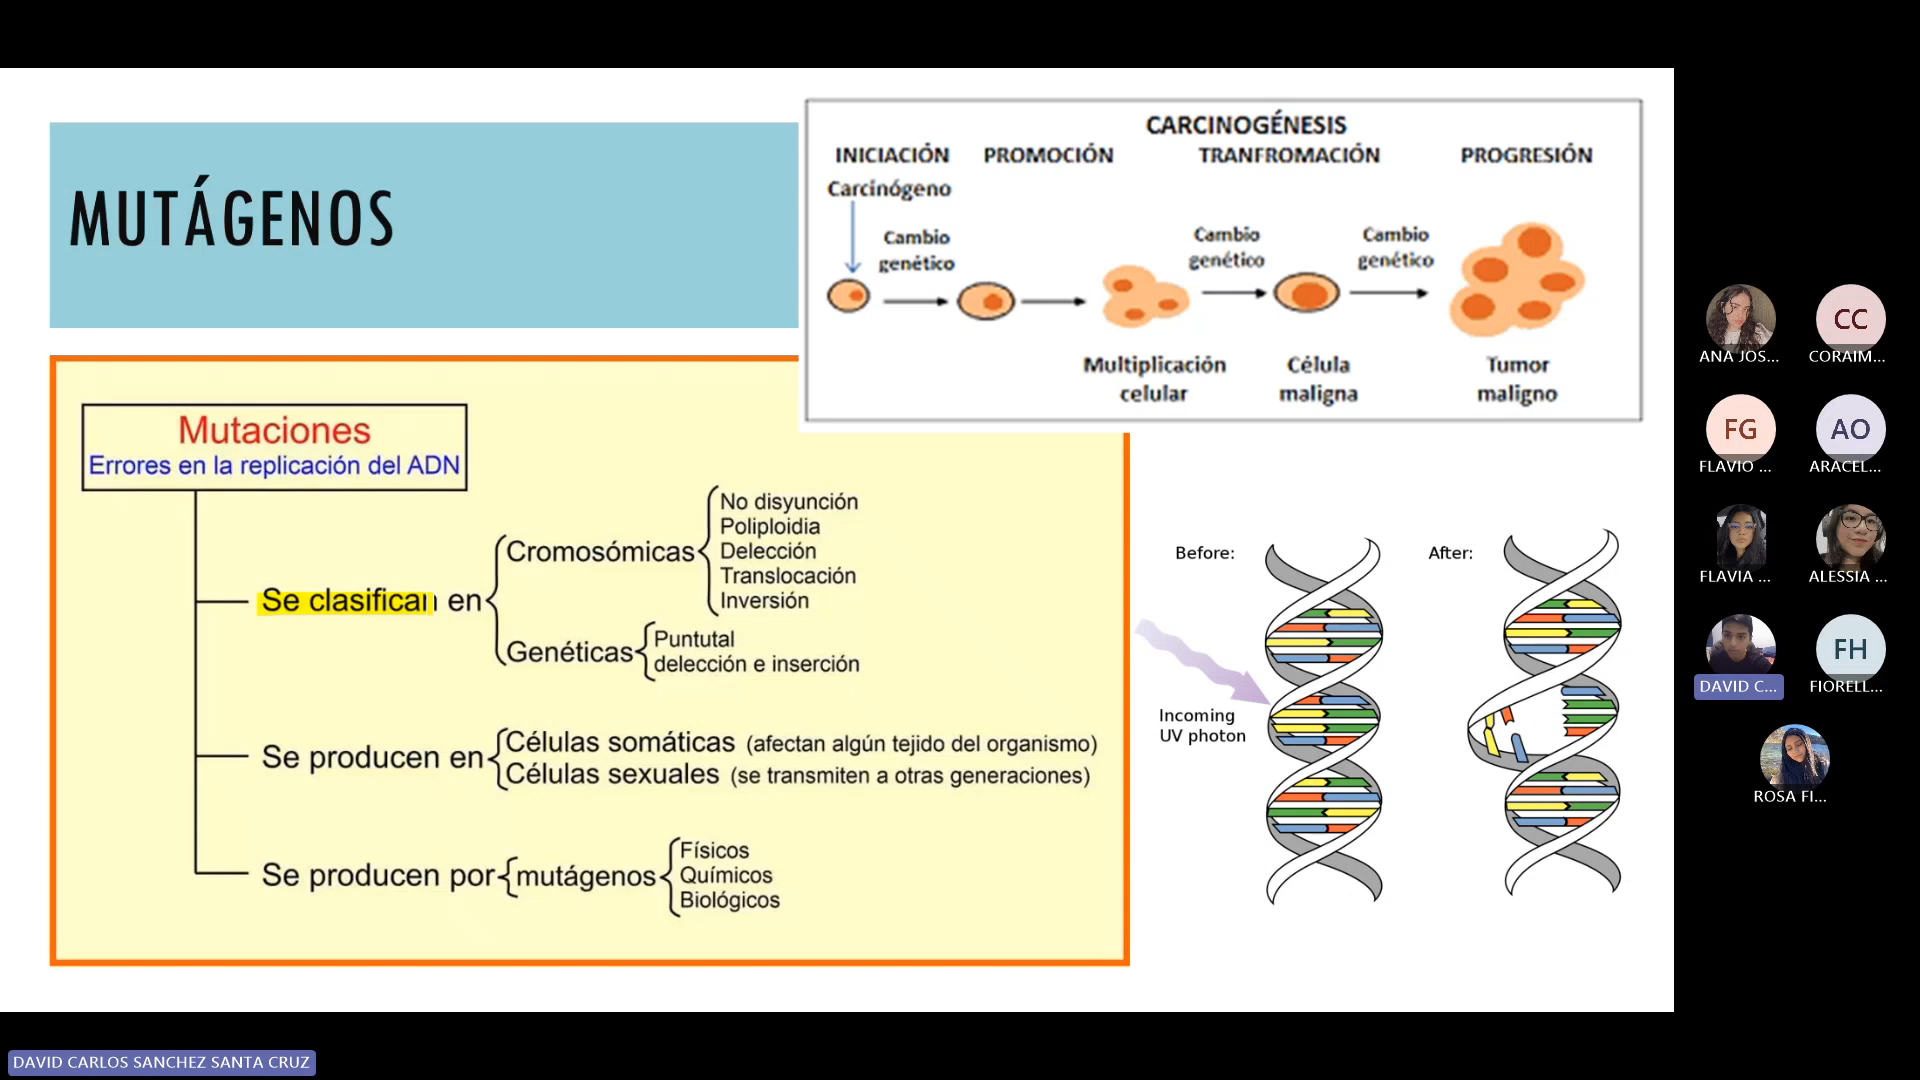 MUTÁGENOS
CARCINOGÉNESIS
INICIACIÓN PROMOCIÓN TRANFROMACIÓN PROGRESIÓN
Carcinógeno
Cambio
genético
Cambio
genético
Cambio
genético
Multiplicación
celular
Célula
maligna
Tumor
maligno
Mutaciones
Errores en la replicación del ADN
Se clasifican en
Cromosómicas
No disyunción
Poliploidia
Delección
Translocación
Inversión
Genéticas
Puntutal
delección e inserción
Se producen en
Células somáticas (afectan algún tejido del organismo)
Células sexuales (se transmiten a otras generaciones)
Se producen por
mutágenos
Físicos
Químicos
Biológicos
Before:
After:
Incoming
UV photon
CC
ANA JOS...
CORAIM...
FG
AO
FLAVIO ...
ARACEL...
FLAVIA ...
ALESSIA ...
FH
DAVID C...
FIORELL...
ROSA FI...
DAVID CARLOS SANCHEZ SANTA CRUZ